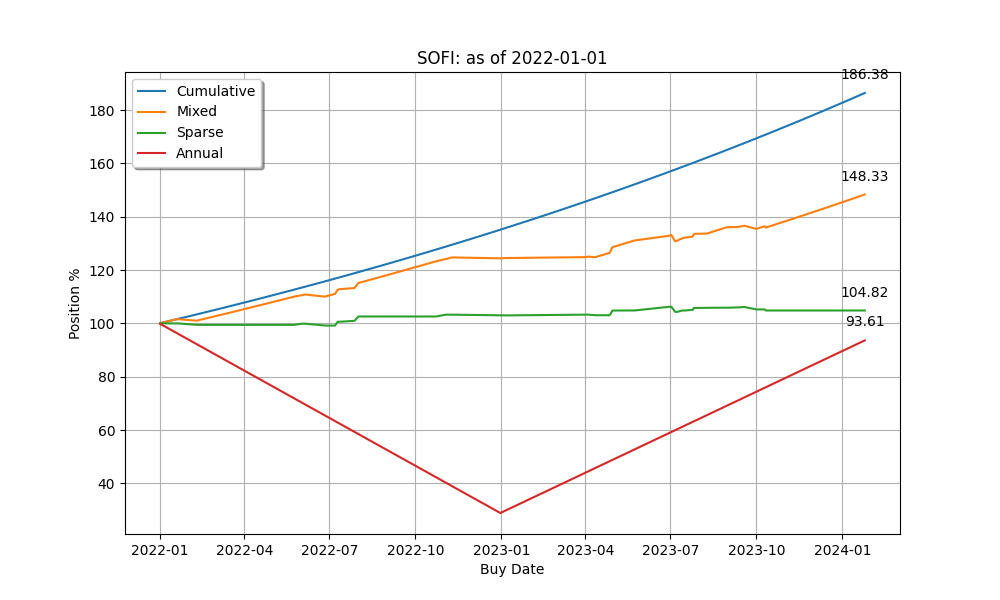 SOFI: as of 2022-01-01
186.38
Cumulative
Mixed
Sparse
Annual
148.33
104.82
93.61
180
160
140
120
100
80
60
40
Position %
2022-01 2022-04 2022-07 2022-10 2023-01 2023-04 2023-07 2023-10 2024-01
Buy Date